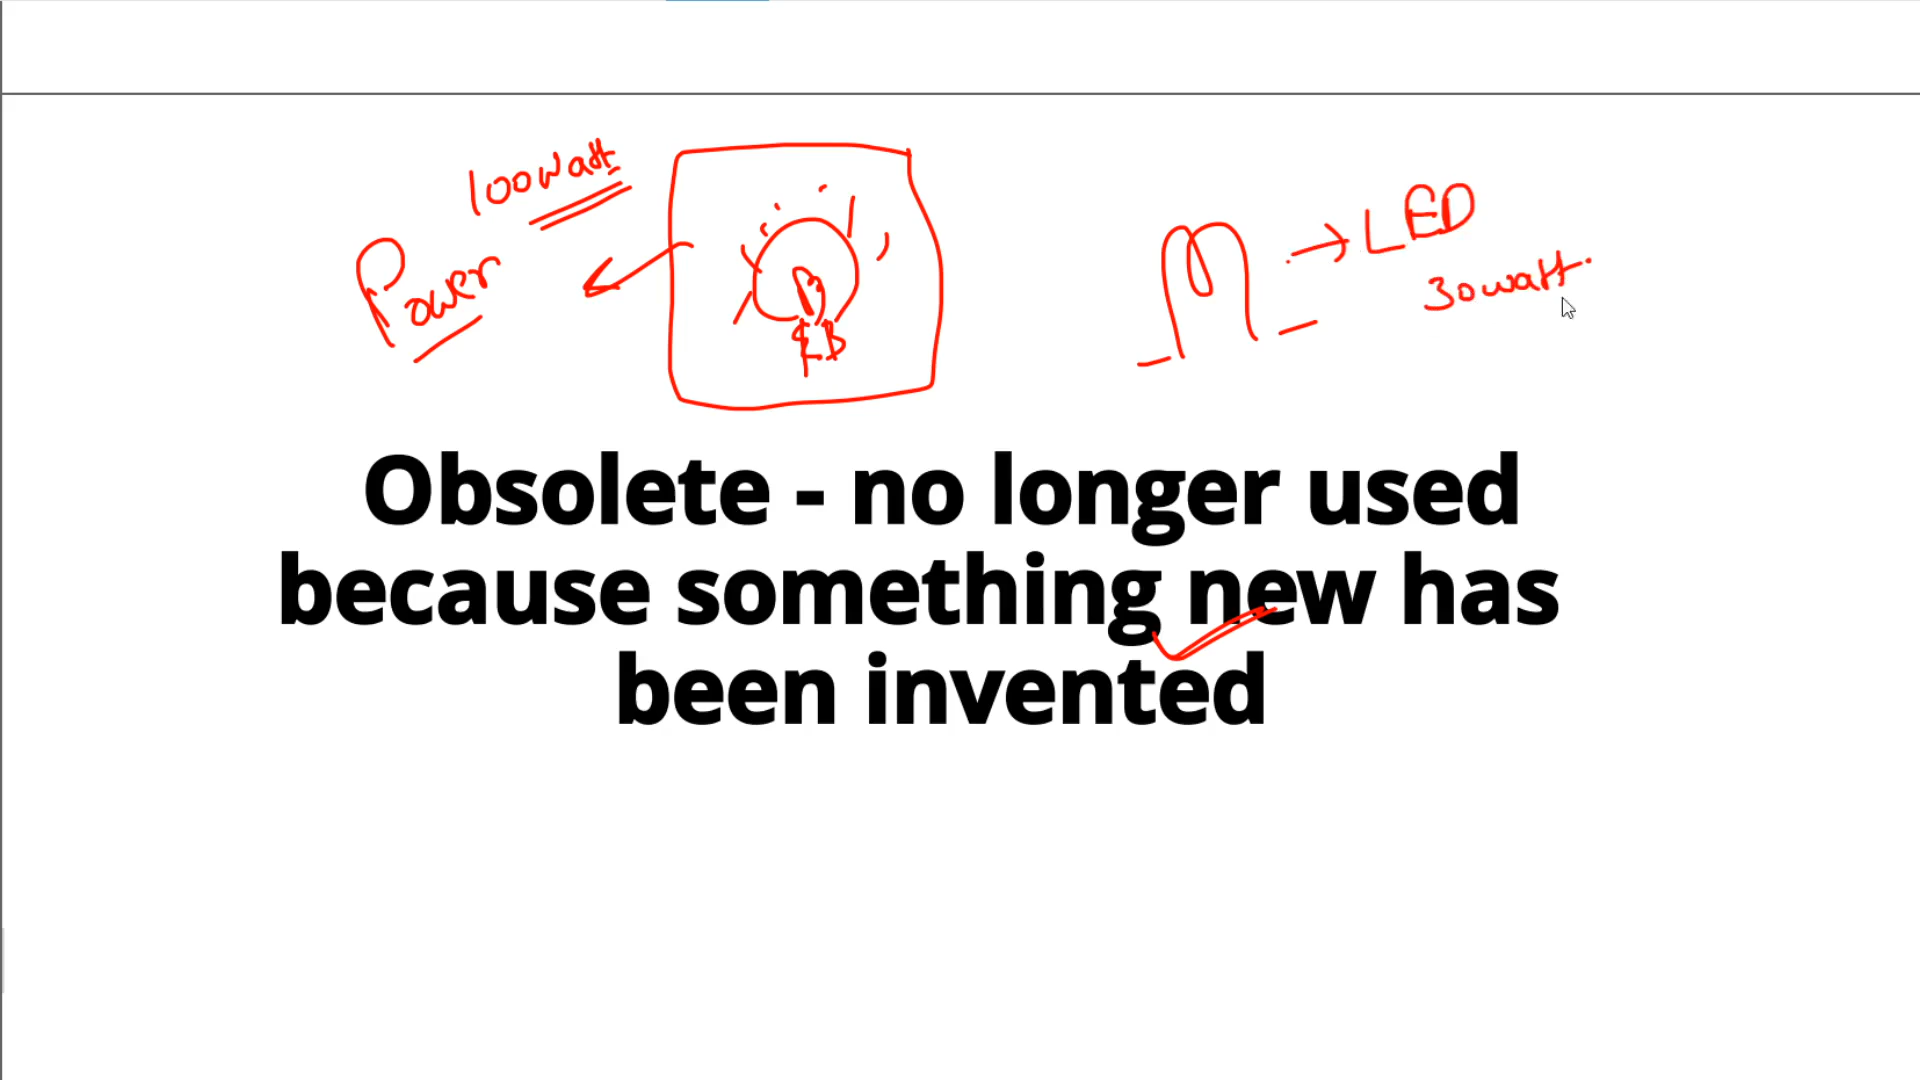 100watt
Power
LED
30watt.
Obsolete - no longer used
because something new has
been invented